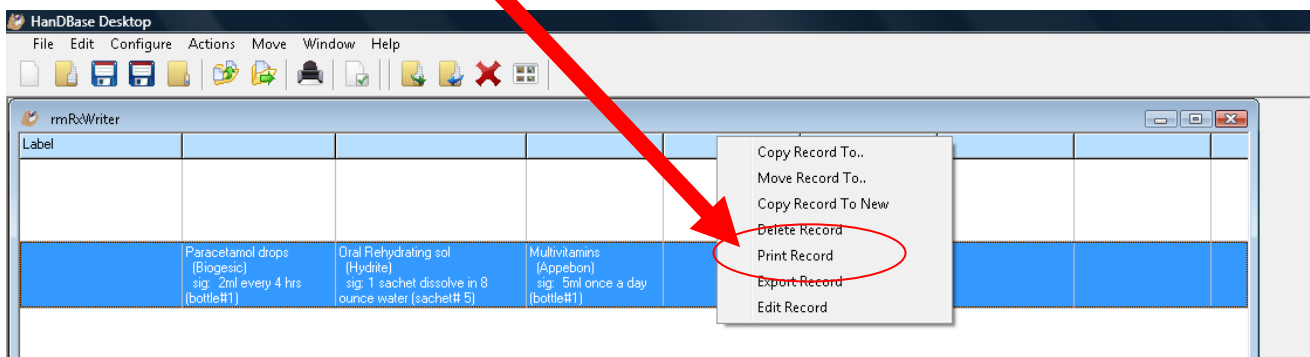 HanDBase Desktop
File Edit Configure Actions Move Window Help
rmRxWriter
Label
Copy Record To..
Move Record To..
Copy Record To New
Delete Record
Print Record
Export Record
Edit Record
Paracetamol drops
(Biogesic)
sig: 2ml every 4 hrs
(bottle#1)
Oral Rehydrating sol
(Hydrite)
sig: 1 sachet dissolve in 8
ounce water (sachet# 5)
Multivitamins
(Appebon)
sig: 5ml once a day
(bottle#1)